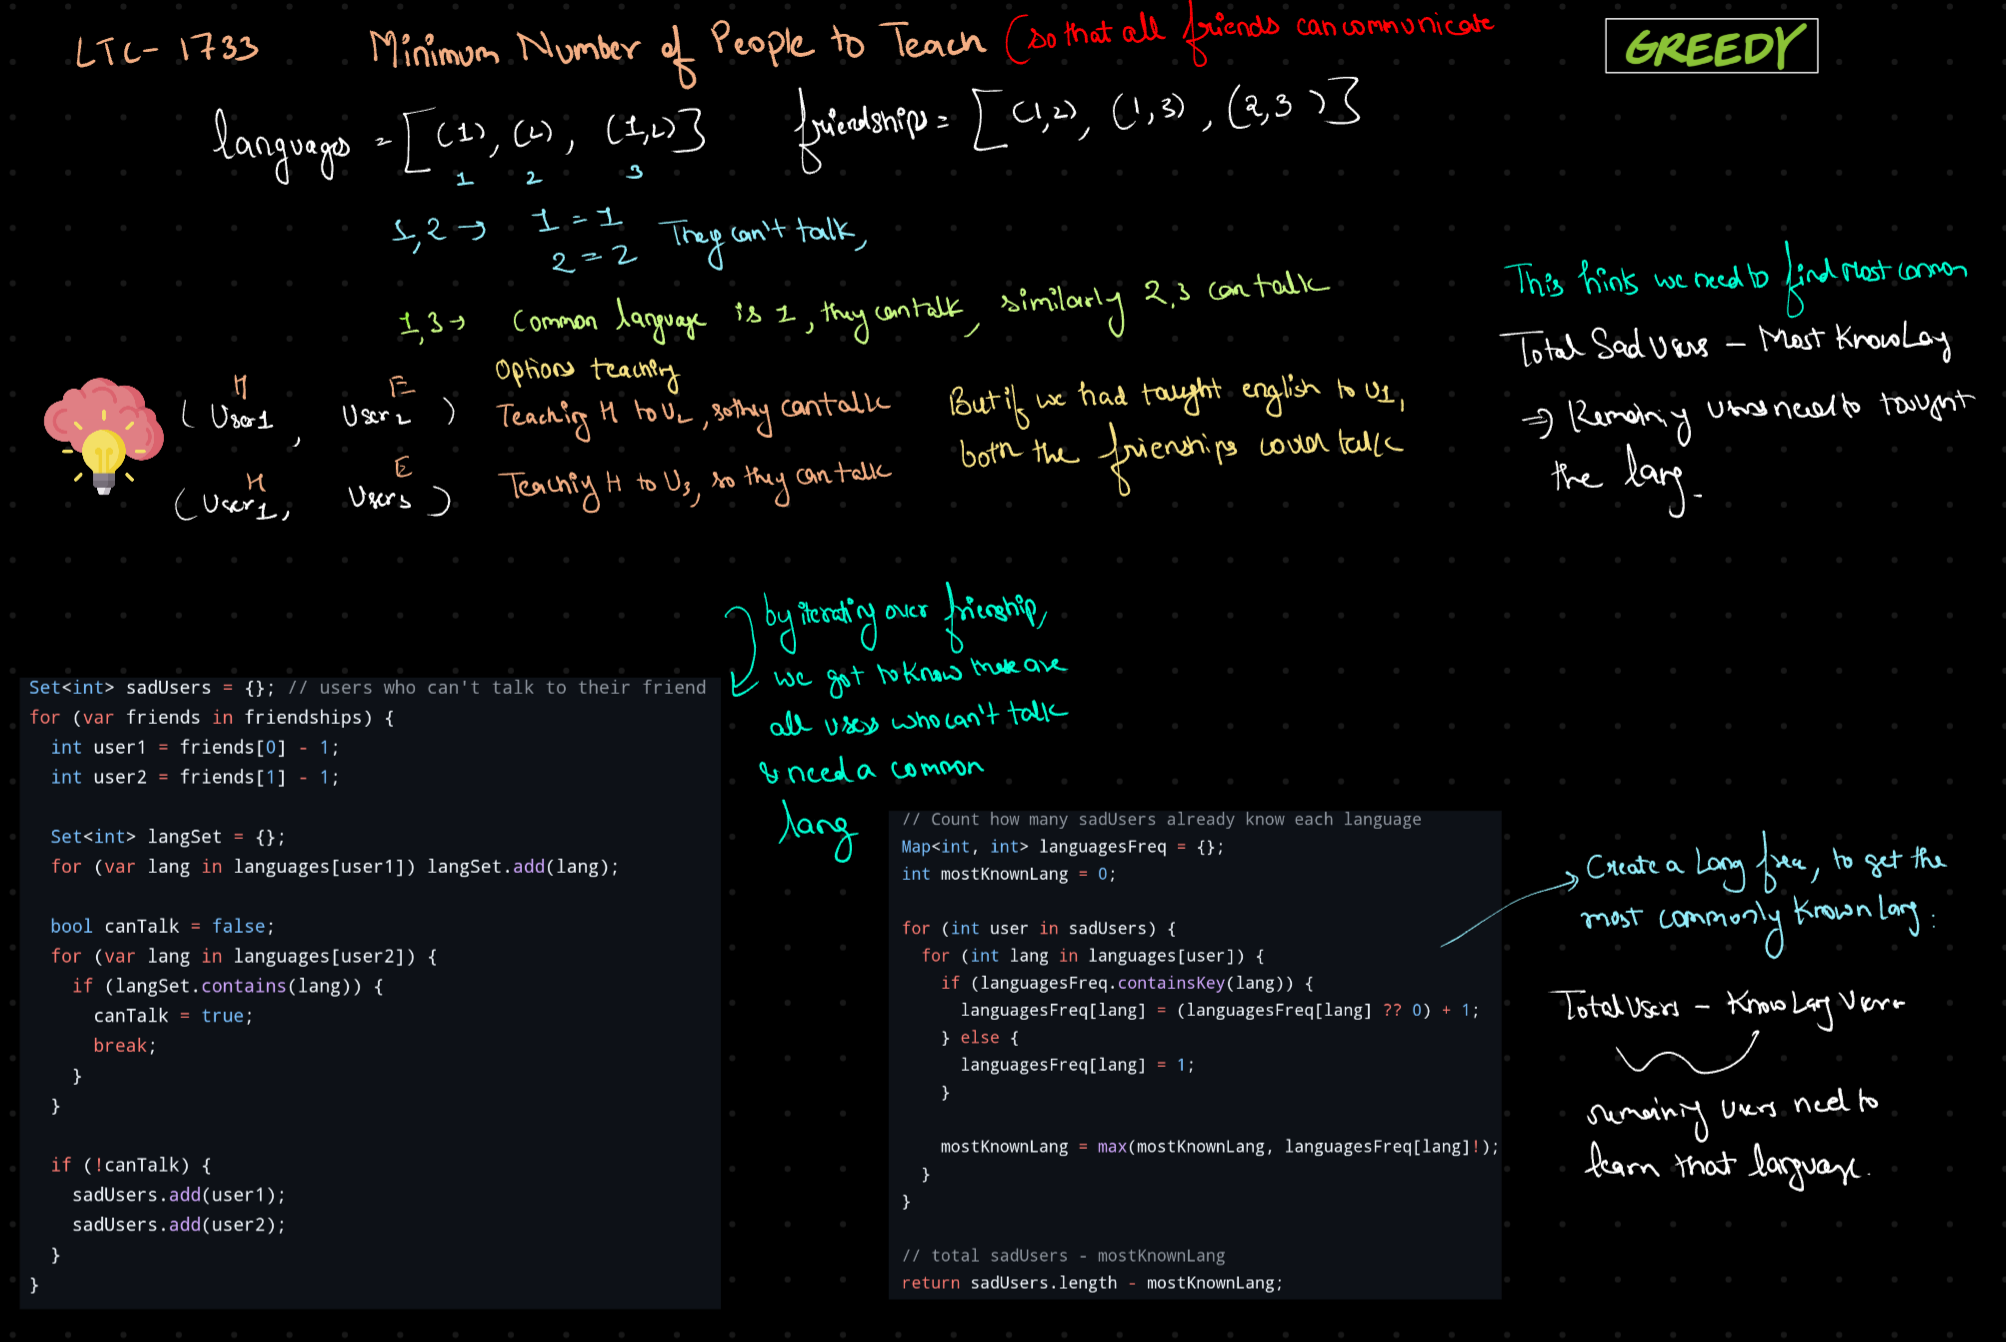 LTC- 1733 Minimum Number of People to Teach (so that all friends can communicate
GREEDY
languages = [(1), (2), (1,2)] friendships = [(1,2), (1,3), (2,3)]
1 2 3
1,2 → 1 = 1
2 = 2 They can't talk,
1,3 → Common language is 1, they can talk, similarly 2,3 can talk
Options teaching
H E
(User1, User2) Teaching H to U2, so they can talk
H E
(User1, User3) Teachiy H to U3, so they can talk
But if we had taught english to U1,
both the frienships could talk
This hints we need to find most common
Total Sad Users - Most Know Lay
⇒ Remainiy users need to taught
the lang.
by iterating over frienship,
we got to know these are
all users who can't talk
& need a common
lang
Set<int> sadUsers = {}; // users who can't talk to their friend
for (var friends in friendships) {
int user1 = friends[0] - 1;
int user2 = friends[1] - 1;
Set<int> langSet = {};
for (var lang in languages[user1]) langSet.add(lang);
bool canTalk = false;
for (var lang in languages[user2]) {
if (langSet.contains(lang)) {
canTalk = true;
break;
}
}
if (!canTalk) {
sadUsers.add(user1);
sadUsers.add(user2);
}
}
// Count how many sadUsers already know each language
Map<int, int> languagesFreq = {};
int mostKnownLang = 0;
for (int user in sadUsers) {
for (int lang in languages[user]) {
if (languagesFreq.containsKey(lang)) {
languagesFreq[lang] = (languagesFreq[lang] ?? 0) + 1;
} else {
languagesFreq[lang] = 1;
}
mostKnownLang = max(mostKnownLang, languagesFreq[lang]!);
}
}
// total sadUsers - mostKnownLang
return sadUsers.length - mostKnownLang;
→ Create a Lang freq, to get the
most commonly Known Lang:
Total Users - Know Lang Users
remainiy users need to
learn that language.